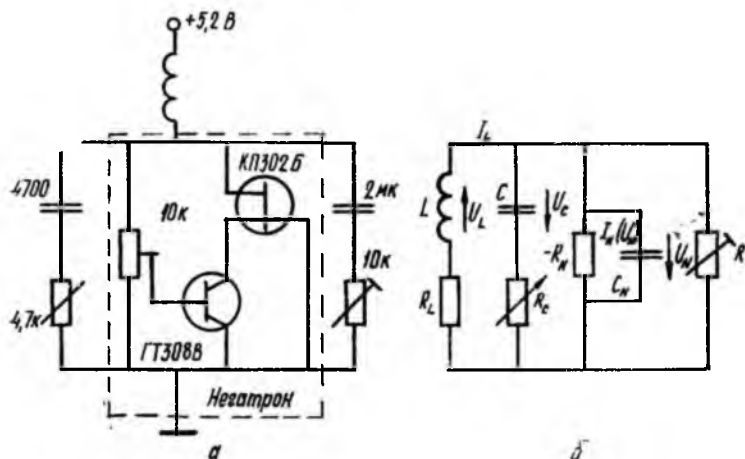 +5,2 В
КП302Б
4700
10к
2мк
4,7к
10к
ГТ308В
Негатрон
а
I_L
L
U_L
C
U_C
-R_н
I_н(U_н)
C_н
U_н
R
R_L
R_C
б